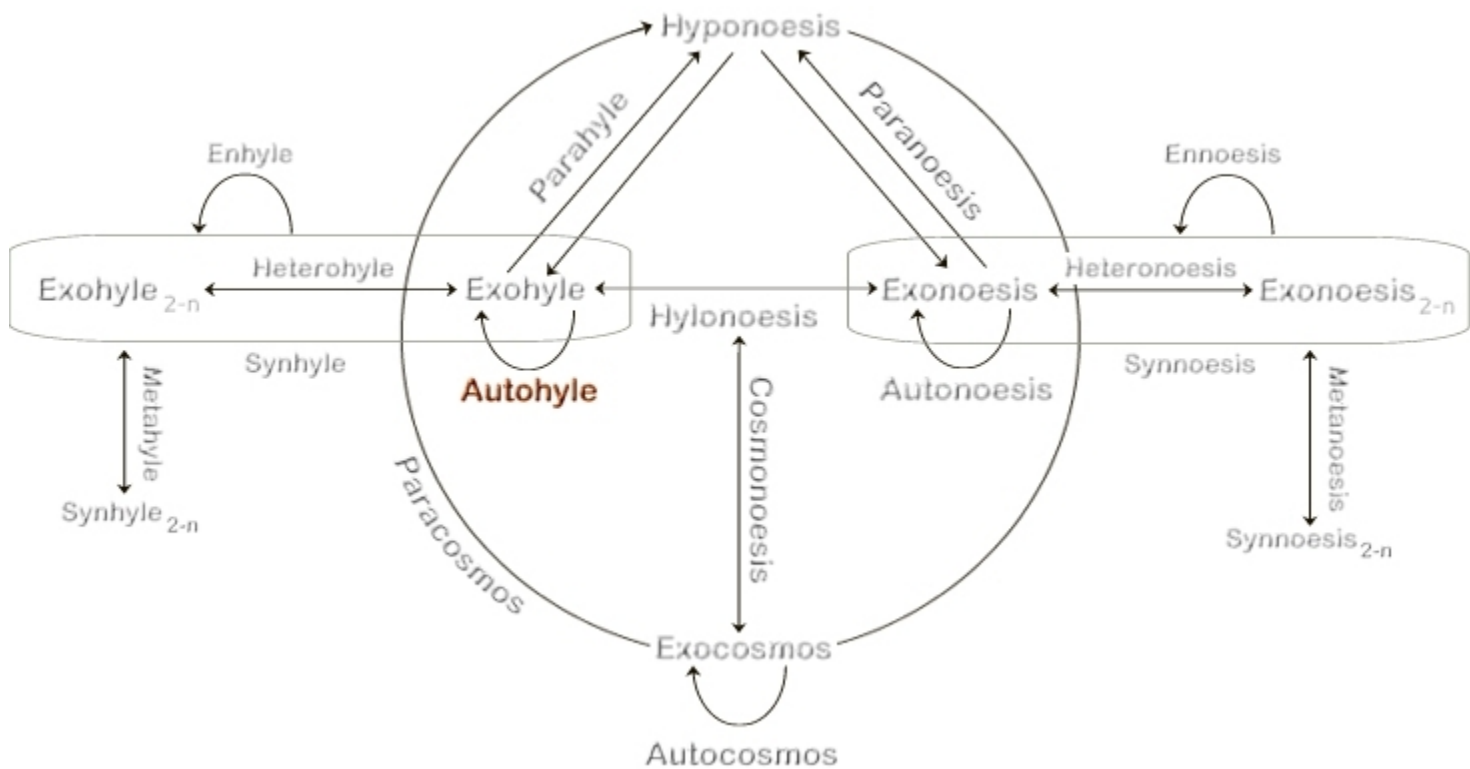 Hyponoesis
Parahyle
Paranoesis
Enhyle
Ennoesis
Heterohyle
Heteronoesis
Exohyle 2-n
Exohyle
Exonoesis
Exonoesis 2-n
Hylonoesis
Synhyle
Synnoesis
Autohyle
Autonoesis
Metahyle
Cosmonoesis
Metanoesis
Paracosmos
Synhyle 2-n
Synnoesis 2-n
Exocosmos
Autocosmos